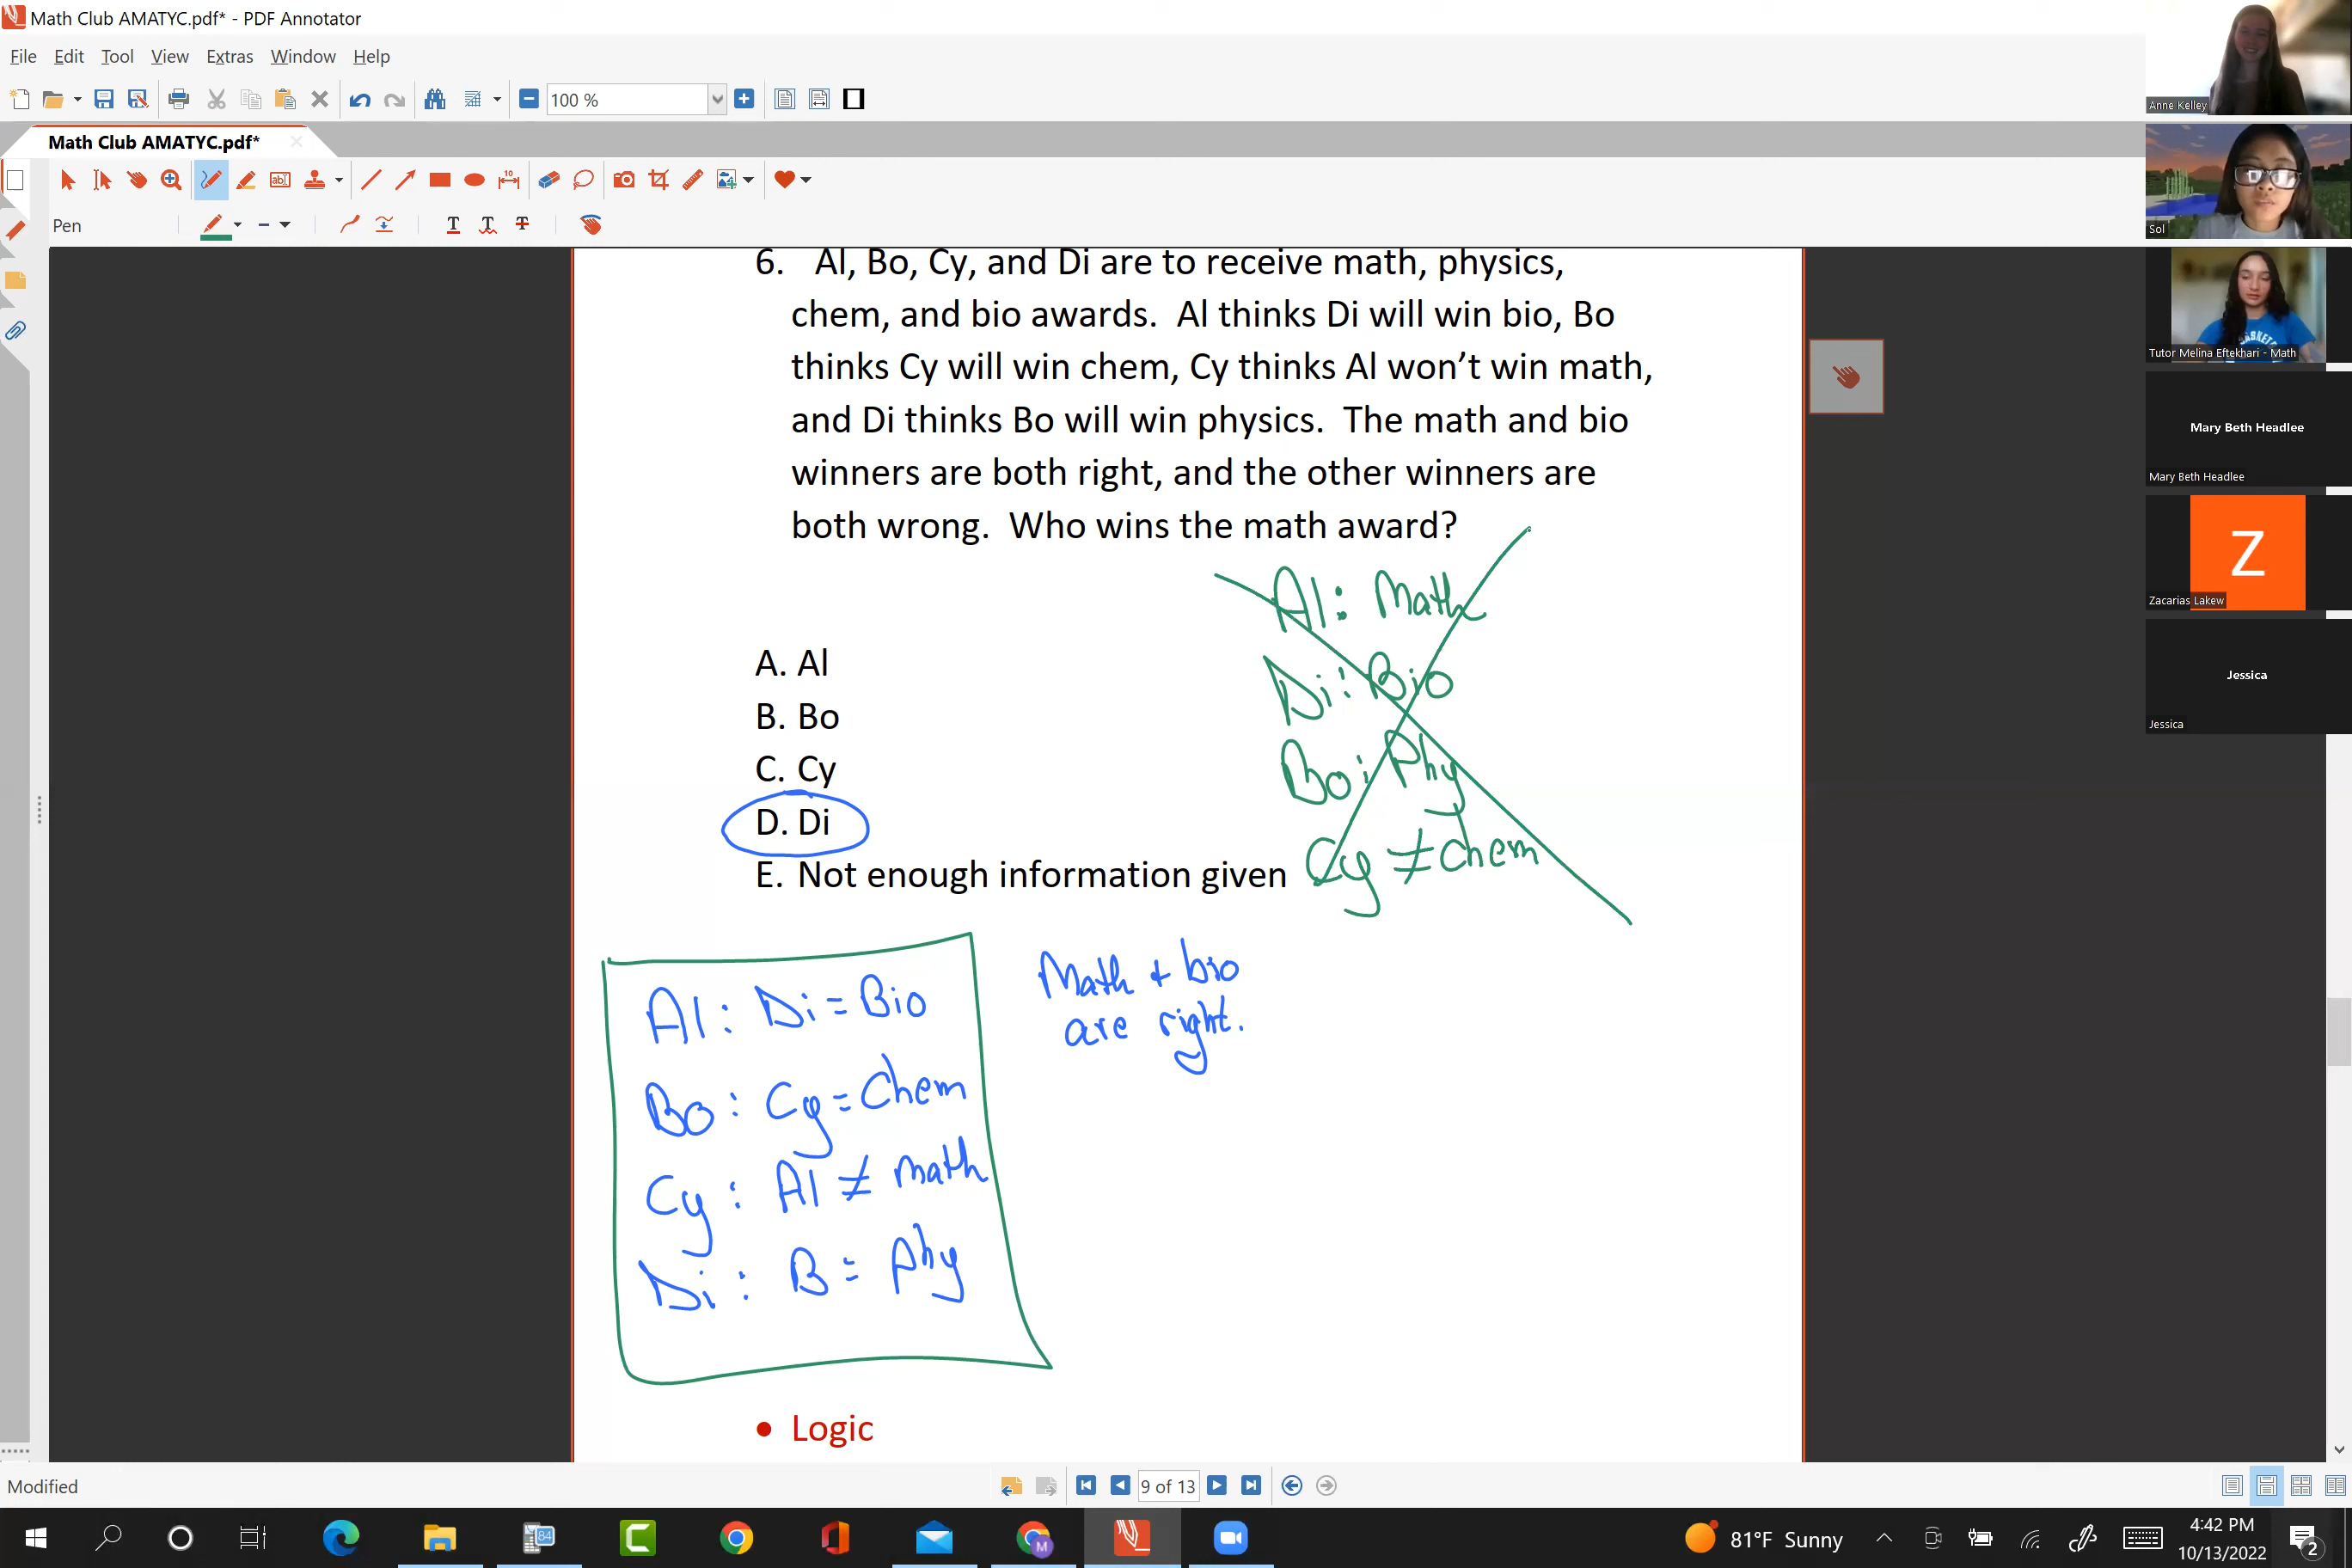 Math Club AMATYC.pdf* - PDF Annotator
File Edit Tool View Extras Window Help
100 %
Math Club AMATYC.pdf*
Pen
6. Al, Bo, Cy, and Di are to receive math, physics,
chem, and bio awards. Al thinks Di will win bio, Bo
thinks Cy will win chem, Cy thinks Al won't win math,
and Di thinks Bo will win physics. The math and bio
winners are both right, and the other winners are
both wrong. Who wins the math award?
Al: Math
Di: Bio
Bo: Phy
Cy ≠ Chem
A. Al
B. Bo
C. Cy
D. Di
E. Not enough information given
Al: Di = Bio
Bo: Cy = Chem
Cy: Al ≠ math
Di: B = Phy
Math + bio
are right.
• Logic
Anne Kelley
Sol
Tutor Melina Eftekhari - Math
Mary Beth Headlee
Mary Beth Headlee
Z
Zacarias Lakew
Jessica
Jessica
Modified
9 of 13
84
M
81°F Sunny
4:42 PM
10/13/2022
2